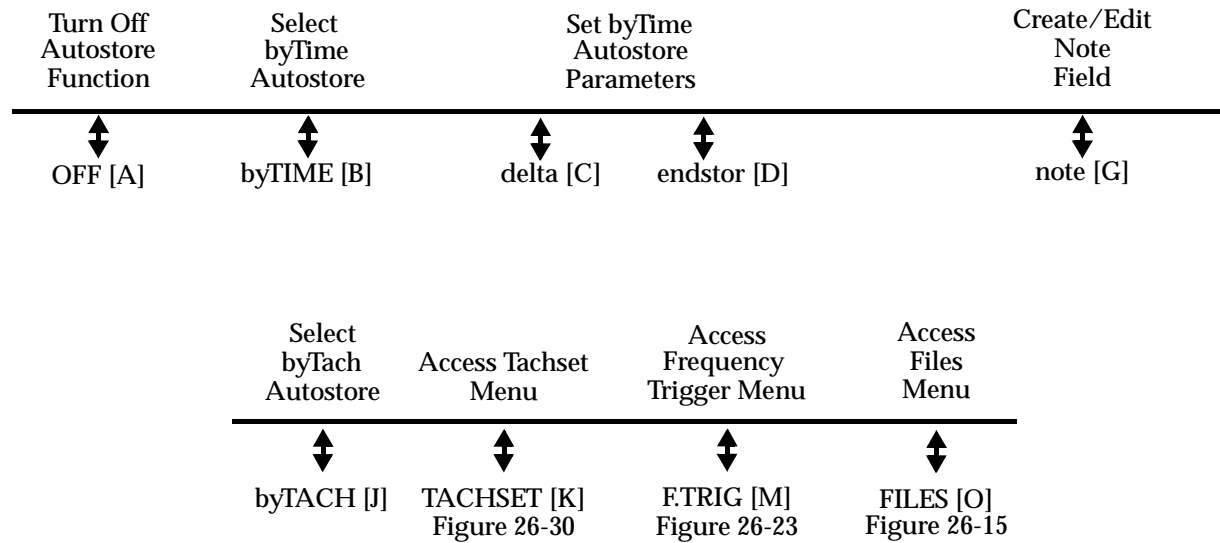 Turn Off
Autostore
Function
Select
byTime
Autostore
Set byTime
Autostore
Parameters
Create/Edit
Note
Field
OFF [A]
byTIME [B]
delta [C]
endstor [D]
note [G]
Select
byTach
Autostore
Access Tachset
Menu
Access
Frequency
Trigger Menu
Access
Files
Menu
byTACH [J]
TACHSET [K]
Figure 26-30
F.TRIG [M]
Figure 26-23
FILES [O]
Figure 26-15